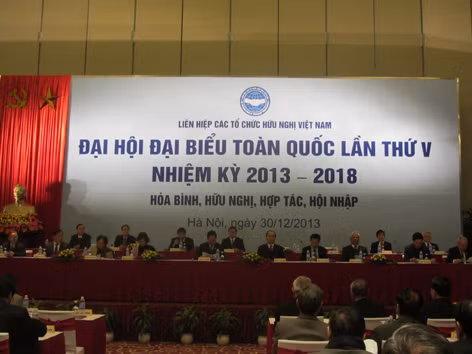 LIÊN HIỆP CÁC TỔ CHỨC HỮU NGHỊ VIỆT NAM
ĐẠI HỘI ĐẠI BIỂU TOÀN QUỐC LẦN THỨ V
NHIỆM KỲ 2013 - 2018
HÒA BÌNH, HỮU NGHỊ, HỢP TÁC, HỘI NHẬP
Hà Nội, ngày 30/12/2013